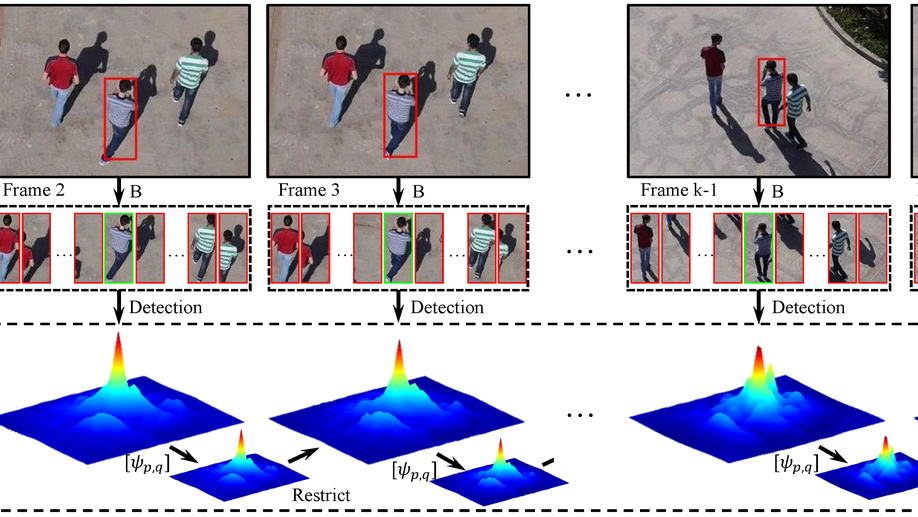 Frame 2
B
Frame 3
B
...
Frame k-1
B
... ...
... ...
...
... ...
Detection
Detection
Detection
...
[ψp,q]
Restrict
[ψp,q]
[ψp,q]